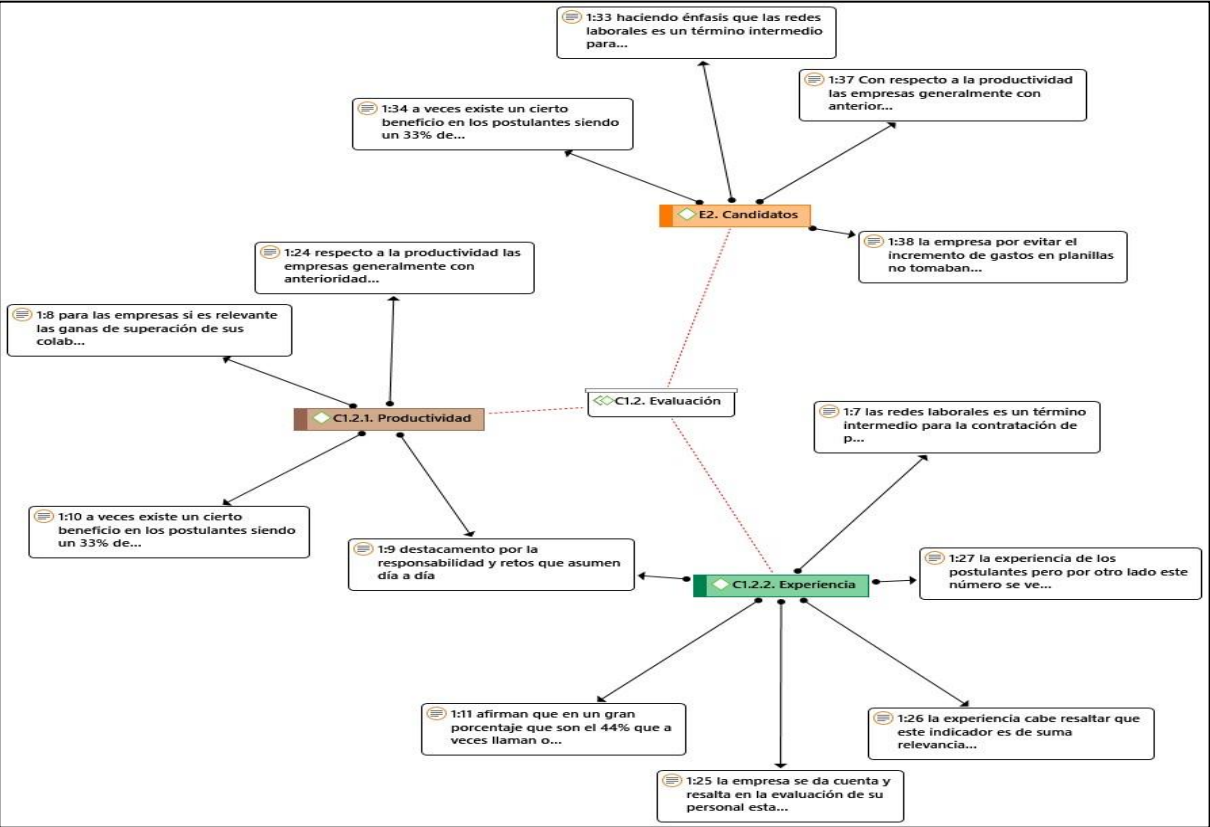 1:33 haciendo énfasis que las redes
laborales es un término intermedio
para...
1:37 Con respecto a la productividad
las empresas generalmente con
anterior...
1:34 a veces existe un cierto
beneficio en los postulantes siendo
un 33% de...
E2. Candidatos
1:38 la empresa por evitar el
incremento de gastos en planillas
no tomaban...
1:24 respecto a la productividad las
empresas generalmente con
anterioridad...
1:8 para las empresas si es relevante
las ganas de superación de sus
colab...
C1.2. Evaluación
C1.2.1. Productividad
1:7 las redes laborales es un término
intermedio para la contratación de
p...
1:10 a veces existe un cierto
beneficio en los postulantes siendo
un 33% de...
1:9 destacamento por la
responsabilidad y retos que asumen
día a día
C1.2.2. Experiencia
1:27 la experiencia de los
postulantes pero por otro lado este
número se ve...
1:11 afirman que en un gran
porcentaje que son el 44% que a
veces llaman o...
1:26 la experiencia cabe resaltar que
este indicador es de suma
relevancia...
1:25 la empresa se da cuenta y
resalta en la evaluación de su
personal esta...